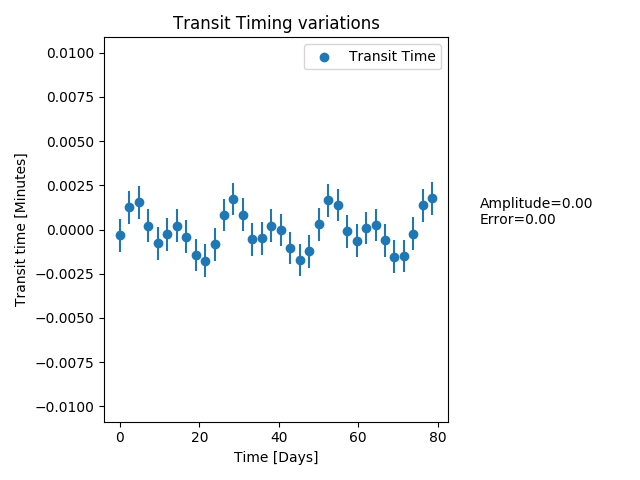 Transit Timing variations
Transit Time
0.0100
0.0075
0.0050
0.0025
0.0000
−0.0025
−0.0050
−0.0075
−0.0100
Transit time [Minutes]
0 20 40 60 80
Time [Days]
Amplitude=0.00
Error=0.00